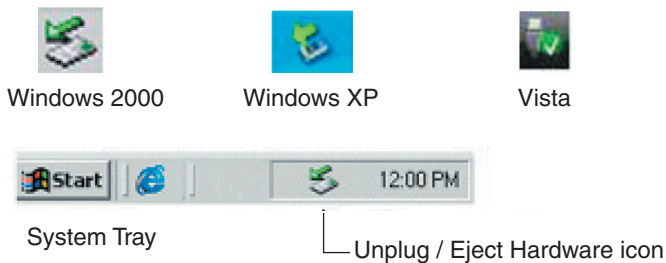 Windows 2000
Windows XP
Vista
Start
12:00 PM
System Tray
Unplug / Eject Hardware icon